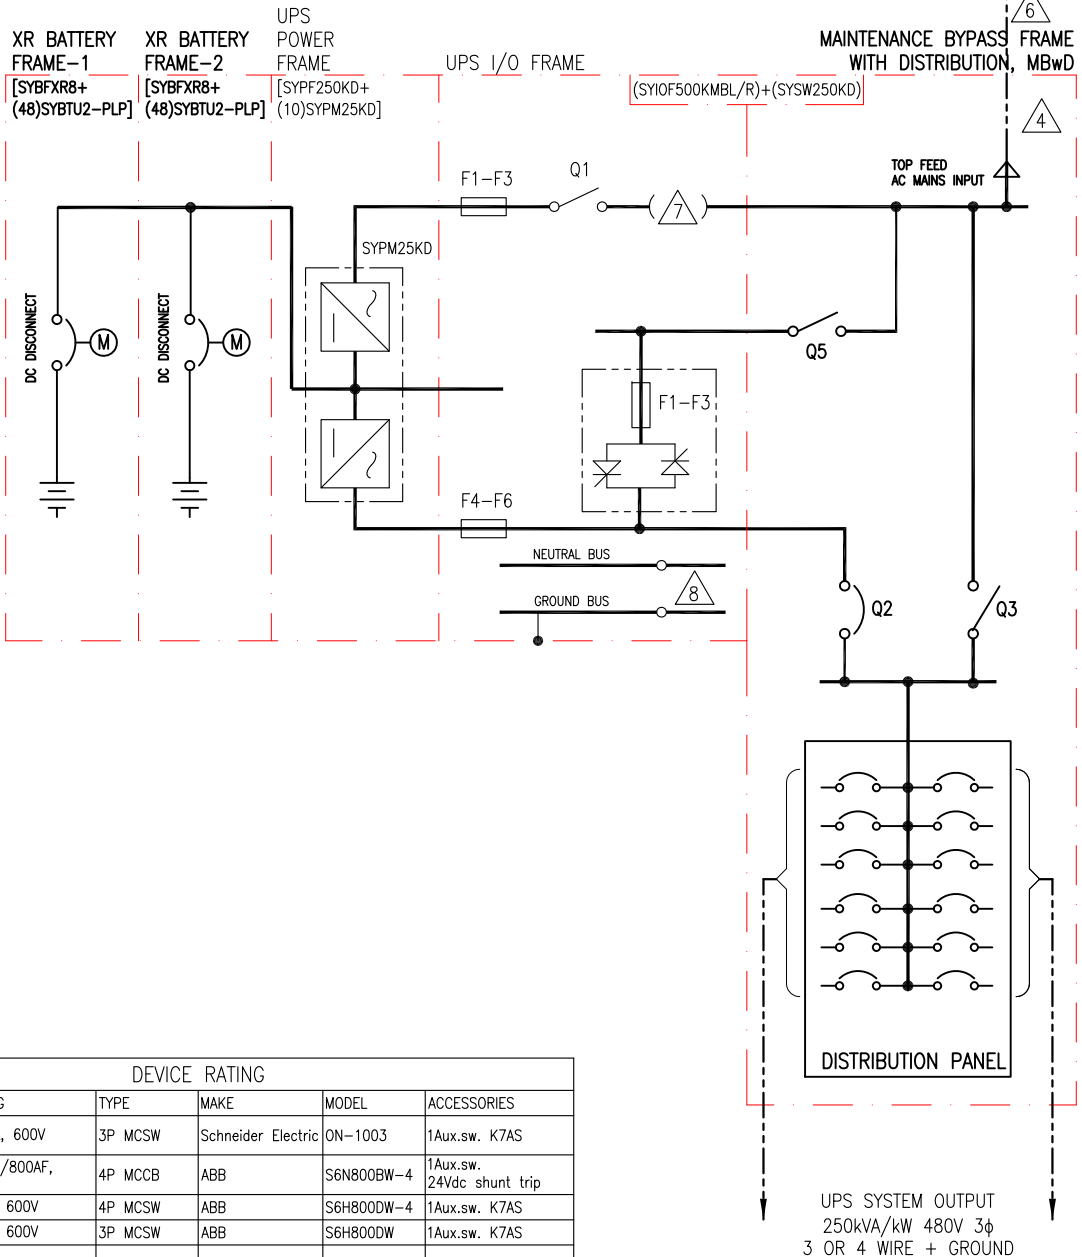 XR BATTERY
FRAME-1
[SYBFXR8+
(48)SYBTU2-PLP]
XR BATTERY
FRAME-2
[SYBFXR8+
(48)SYBTU2-PLP]
UPS
POWER
FRAME
[SYPF250KD+
(10)SYPM25KD]
UPS I/O FRAME
(SYIOF500KMBL/R)+(SYSW250KD)
MAINTENANCE BYPASS FRAME
WITH DISTRIBUTION, MBwD
6
4
TOP FEED
AC MAINS INPUT
F1-F3
Q1
7
SYPM25KD
DC DISCONNECT
M
DC DISCONNECT
M
Q5
F1-F3
F4-F6
NEUTRAL BUS
GROUND BUS
8
Q2
Q3
DISTRIBUTION PANEL
UPS SYSTEM OUTPUT
250kVA/kW 480V 3ϕ
3 OR 4 WIRE + GROUND
DEVICE RATING
TYPE MAKE MODEL ACCESSORIES
, 600V 3P MCSW Schneider Electric ON-1003 1Aux.sw. K7AS
/800AF, 4P MCCB ABB S6N800BW-4 1Aux.sw.
24Vdc shunt trip
600V 4P MCSW ABB S6H800DW-4 1Aux.sw. K7AS
600V 3P MCSW ABB S6H800DW 1Aux.sw. K7AS